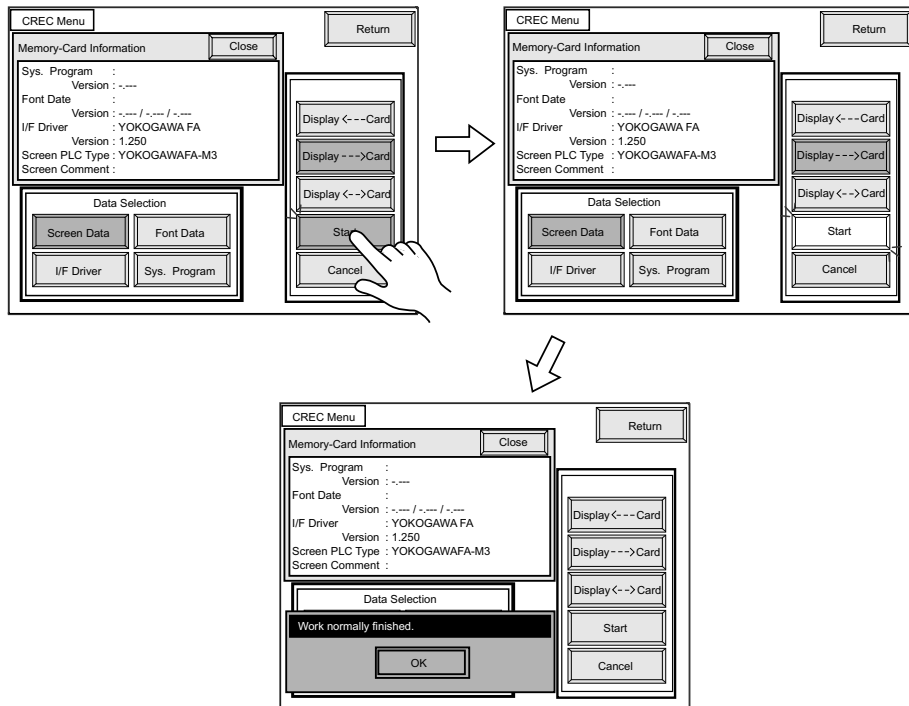 CREC Menu
Return
Memory-Card Information
Close
Sys. Program :
Version : -.---
Font Date :
Version : -.--- / -.--- / -.---
I/F Driver : YOKOGAWA FA
Version : 1.250
Screen PLC Type : YOKOGAWAFA-M3
Screen Comment :
Display<---Card
Display--->Card
Display<-->Card
Start
Cancel
Data Selection
Screen Data
Font Data
I/F Driver
Sys. Program
CREC Menu
Return
Memory-Card Information
Close
Sys. Program :
Version : -.---
Font Date :
Version : -.--- / -.--- / -.---
I/F Driver : YOKOGAWA FA
Version : 1.250
Screen PLC Type : YOKOGAWAFA-M3
Screen Comment :
Display<---Card
Display--->Card
Display<-->Card
Start
Cancel
Data Selection
Screen Data
Font Data
I/F Driver
Sys. Program
CREC Menu
Return
Memory-Card Information
Close
Sys. Program :
Version : -.---
Font Date :
Version : -.--- / -.--- / -.---
I/F Driver : YOKOGAWA FA
Version : 1.250
Screen PLC Type : YOKOGAWAFA-M3
Screen Comment :
Display<---Card
Display--->Card
Display<-->Card
Start
Cancel
Data Selection
Work normally finished.
OK